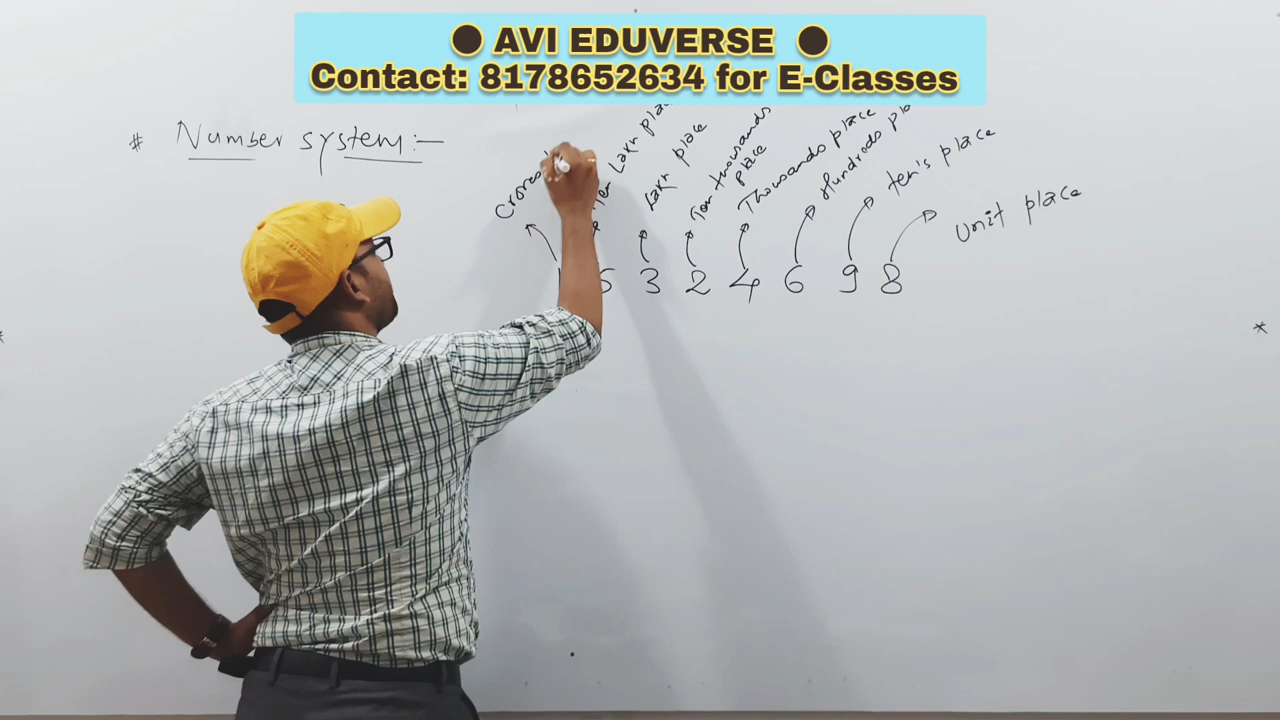 ● AVI EDUVERSE ●
Contact: 8178652634 for E-Classes
# Number system:-
Lakh place
Lakh place
Ten thousands
place
Thousands place
Hundreds
ten's place
Unit place
3 2 4 6 9 8